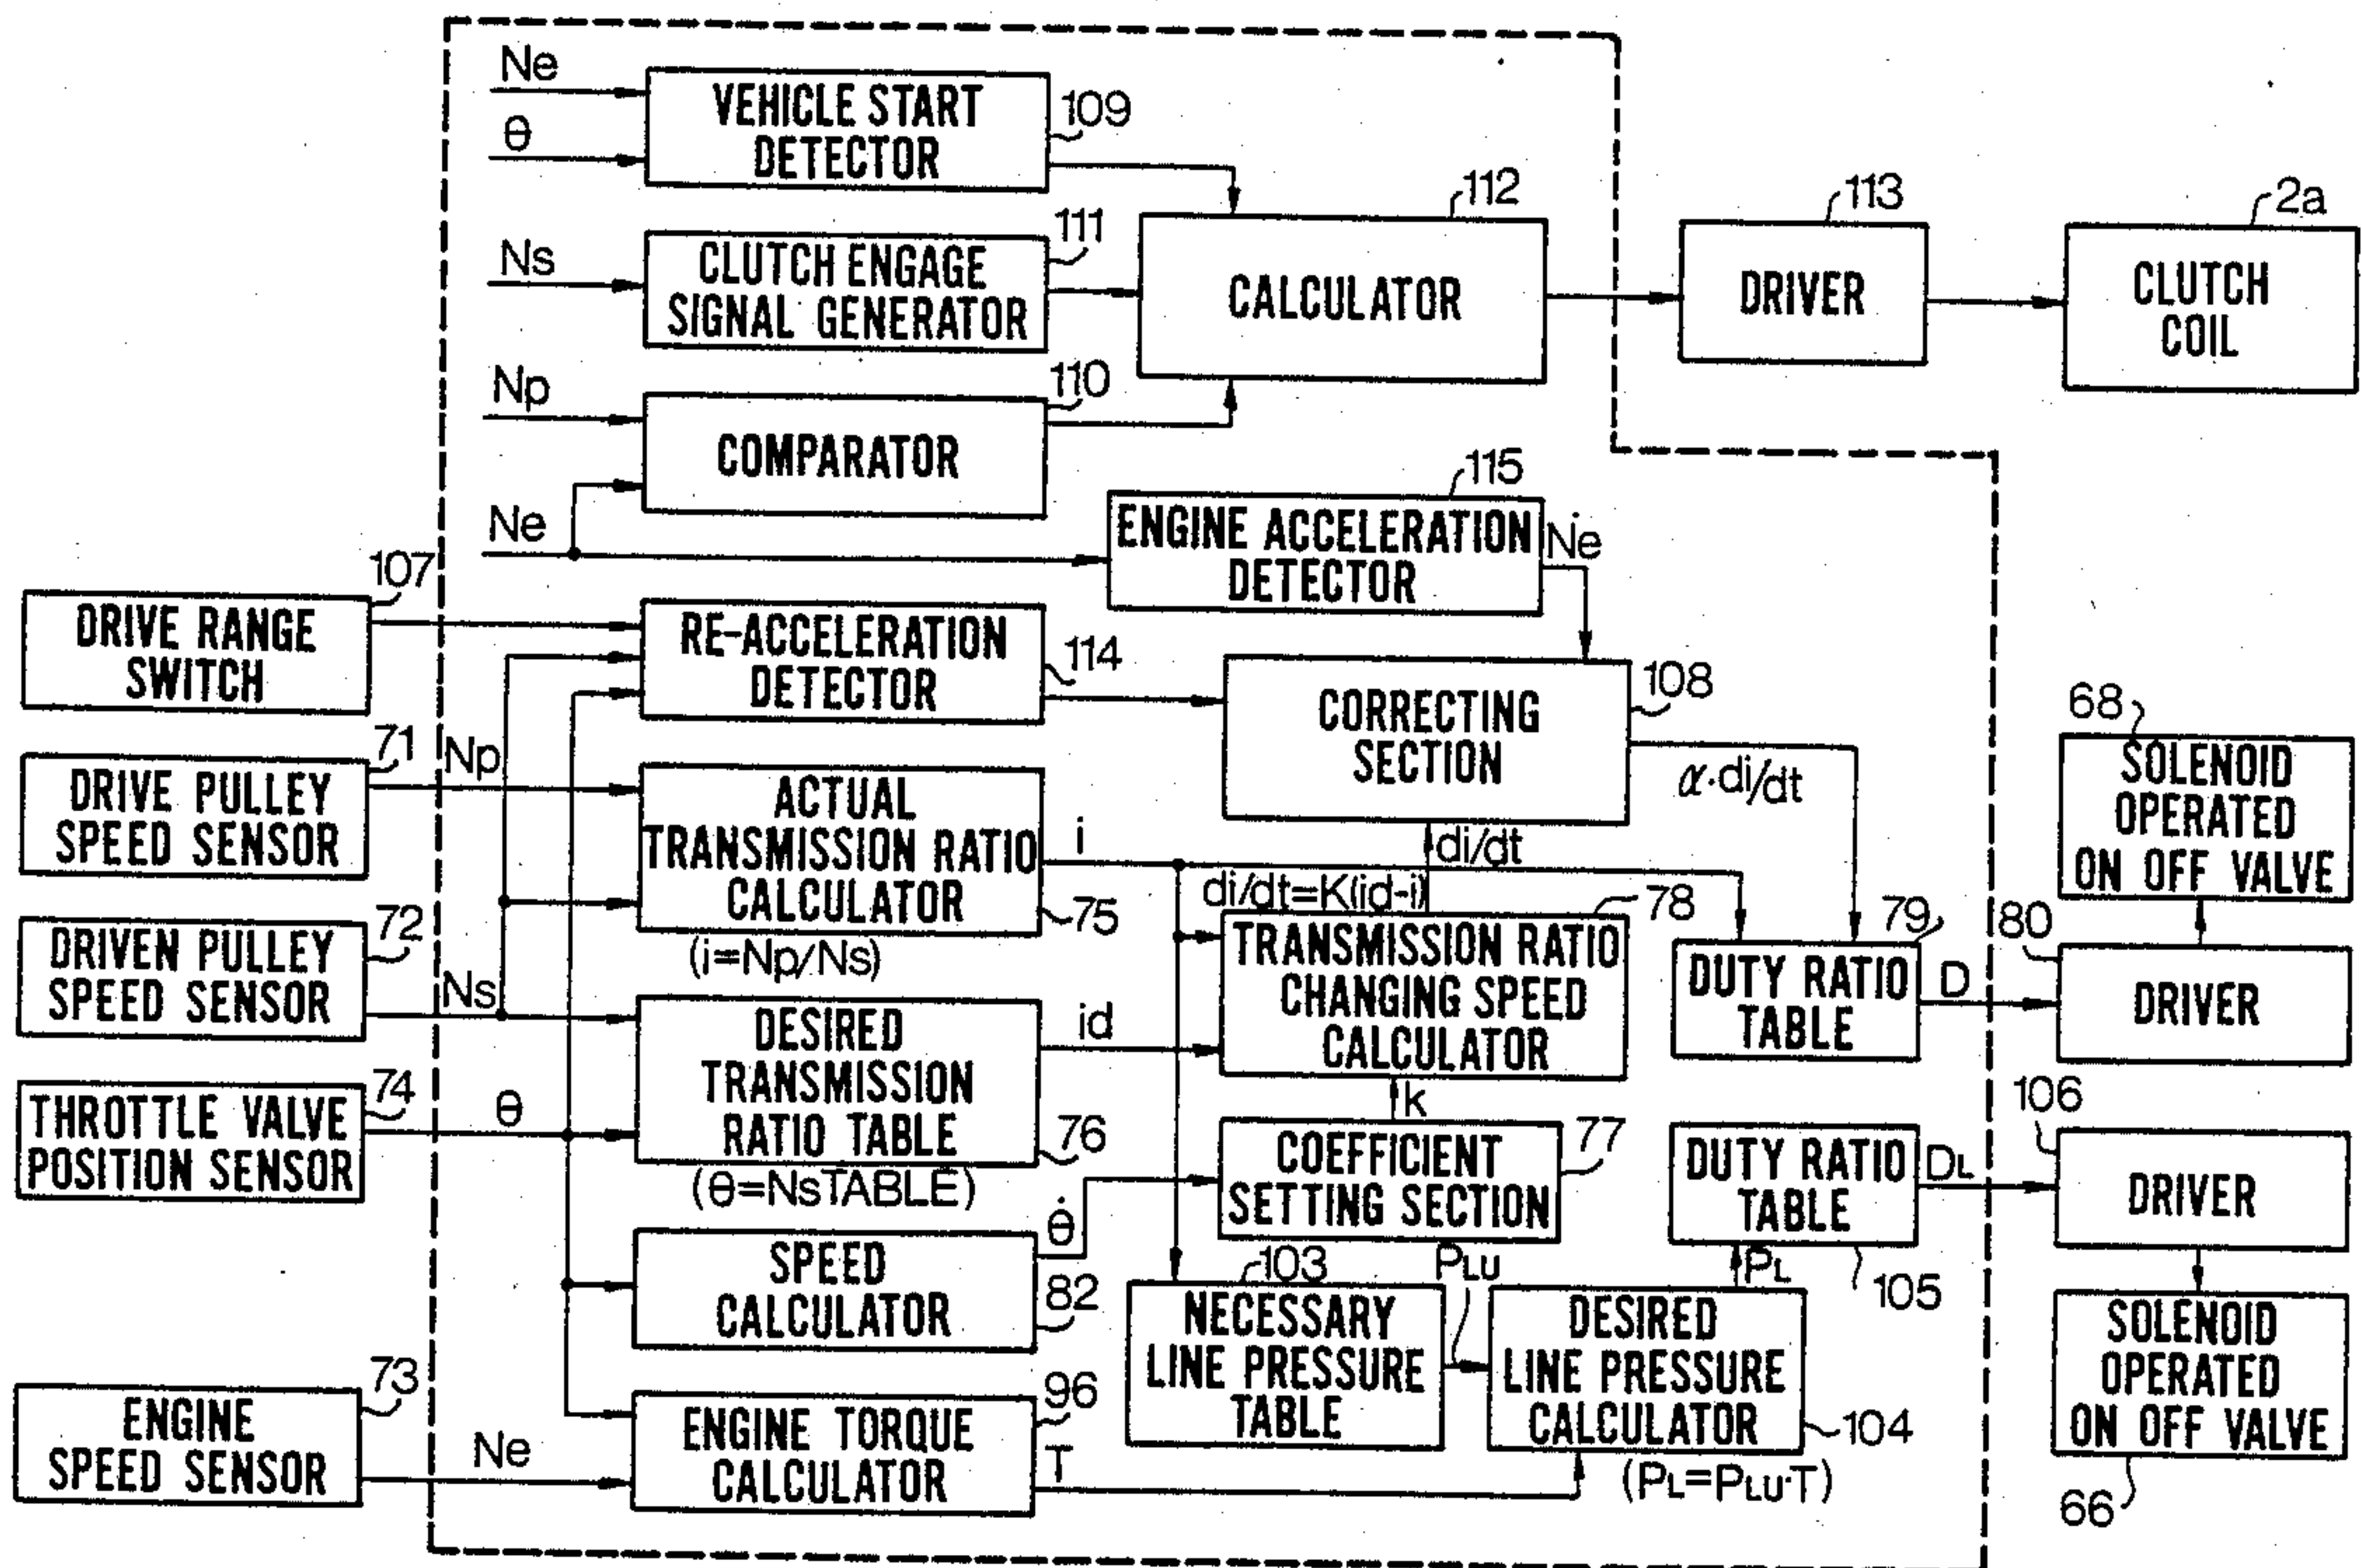 Ne
θ
VEHICLE START
DETECTOR
109
Ns
CLUTCH ENGAGE
SIGNAL GENERATOR
111
Np
COMPARATOR
110
Ne
CALCULATOR
112
DRIVER
113
CLUTCH
COIL
2a
ENGINE ACCELERATION
DETECTOR
115
Ṅe
DRIVE RANGE
SWITCH
107
RE-ACCELERATION
DETECTOR
114
CORRECTING
SECTION
108
α·di/dt
DRIVE PULLEY
SPEED SENSOR
71
Np
ACTUAL
TRANSMISSION RATIO
CALCULATOR
75
(i=Np/Ns)
i
di/dt
di/dt=K(id-i)
DRIVEN PULLEY
SPEED SENSOR
72
Ns
TRANSMISSION RATIO
CHANGING SPEED
CALCULATOR
78
DUTY RATIO
TABLE
79
D
80
DRIVER
68
SOLENOID
OPERATED
ON OFF VALVE
THROTTLE VALVE
POSITION SENSOR
74
θ
DESIRED
TRANSMISSION
RATIO TABLE
76
(θ=NsTABLE)
id
k
COEFFICIENT
SETTING SECTION
77
SPEED
CALCULATOR
82
θ̇
DUTY RATIO
TABLE
105
DL
106
DRIVER
103
NECESSARY
LINE PRESSURE
TABLE
PLU
DESIRED
LINE PRESSURE
CALCULATOR
104
(PL=PLU·T)
PL
SOLENOID
OPERATED
ON OFF VALVE
66
ENGINE
SPEED SENSOR
73
Ne
ENGINE TORQUE
CALCULATOR
96
T